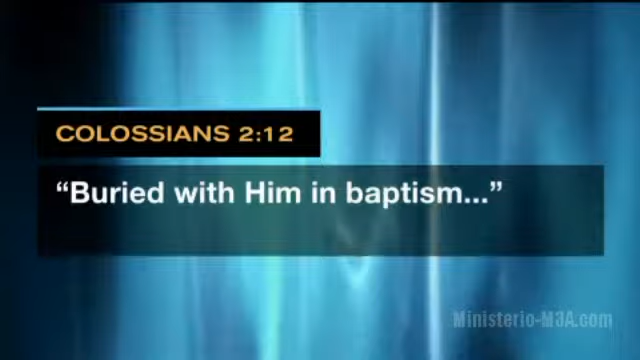 COLOSSIANS 2:12
“Buried with Him in baptism...”
Ministerio-M3A.com